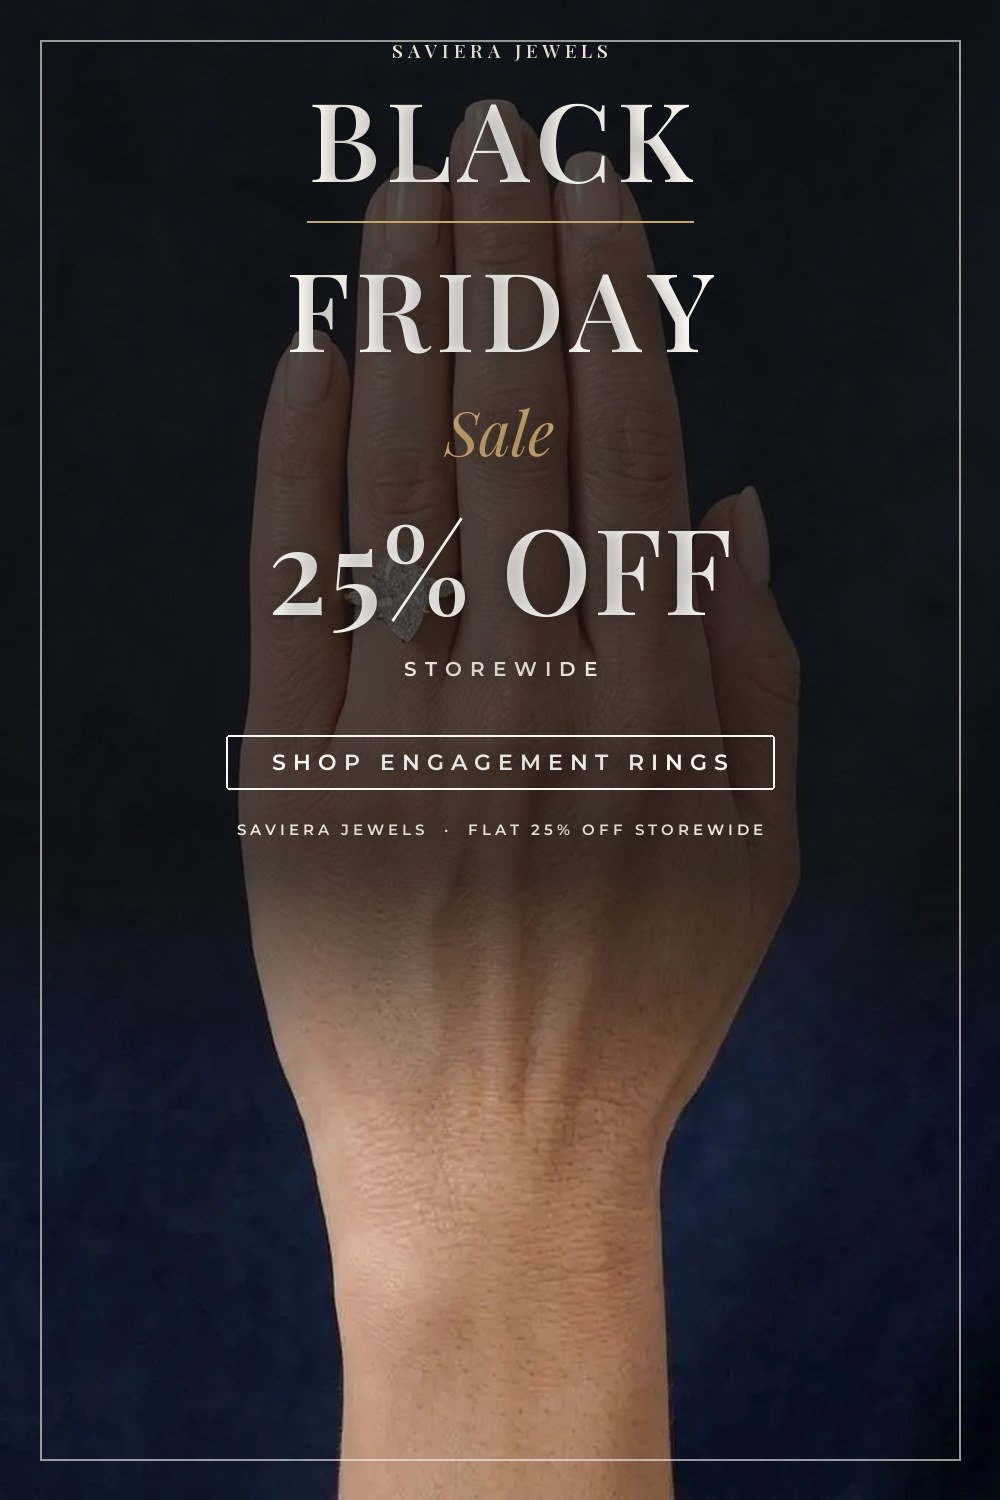 SAVIERA JEWELS
BLACK
FRIDAY
Sale
25% OFF
STOREWIDE
SHOP ENGAGEMENT RINGS
SAVIERA JEWELS · FLAT 25% OFF STOREWIDE